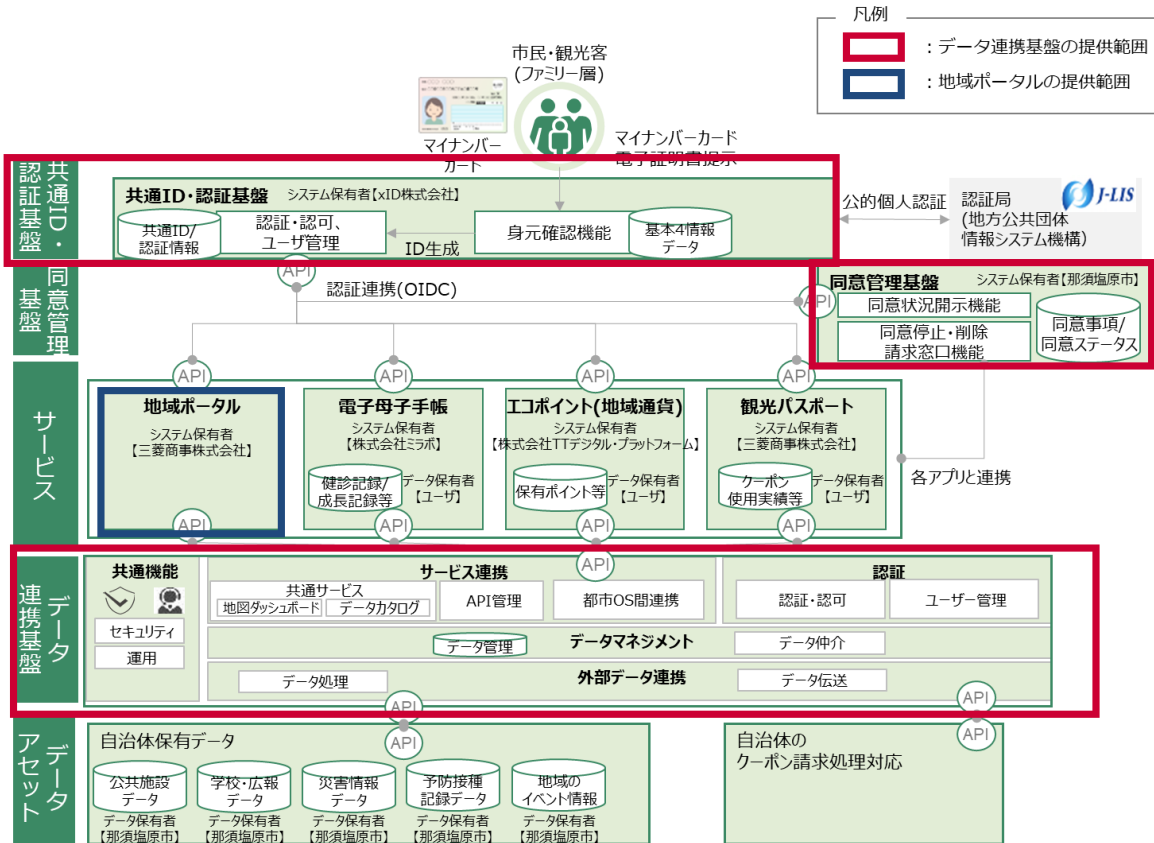 凡例
：データ連携基盤の提供範囲
：地域ポータルの提供範囲
市民・観光客
(ファミリー層)
マイナンバー
カート
マイナンバーカード
電子証明書提示
共通ID・
認証基盤
共通ID・認証基盤 システム保有者【xID株式会社】
共通ID/
認証情報
認証・認可、
ユーザ管理
ID生成
身元確認機能
基本4情報
データ
公的個人認証
認証局
(地方公共団体
情報システム機構）
J-LIS
API
認証連携(OIDC)
同意管理
基盤
API
同意管理基盤 システム保有者【那須塩原市】
同意状況開示機能
同意停止・削除
請求窓口機能
同意事項/
同意ステータス
サービス
API
API
API
API
地域ポータル
システム保有者
【三菱商事株式会社】
API
電子母子手帳
システム保有者
【株式会社ミラボ】
健診記録/
成長記録等
データ保有者
【ユーザ】
API
エコポイント(地域通貨)
システム保有者
【株式会社TTデジタル・プラットフォーム】
保有ポイント等
データ保有者
【ユーザ】
API
観光パスポート
システム保有者
【三菱商事株式会社】
クーポン
使用実績等
データ保有者
【ユーザ】
API
各アプリと連携
データ
連携基盤
共通機能
セキュリティ
運用
サービス連携
API
共通サービス
地図ダッシュボード
データカタログ
API管理
都市OS間連携
認証
認証・認可
ユーザー管理
データ管理
データマネジメント
データ仲介
データ処理
外部データ連携
データ伝送
API
API
データ
アセット
自治体保有データ
API
公共施設
データ
データ保有者
【那須塩原市】
学校・広報
データ
データ保有者
【那須塩原市】
災害情報
データ
データ保有者
【那須塩原市】
予防接種
記録データ
データ保有者
【那須塩原市】
地域の
イベント情報
データ保有者
【那須塩原市】
自治体の
クーポン請求処理対応
API